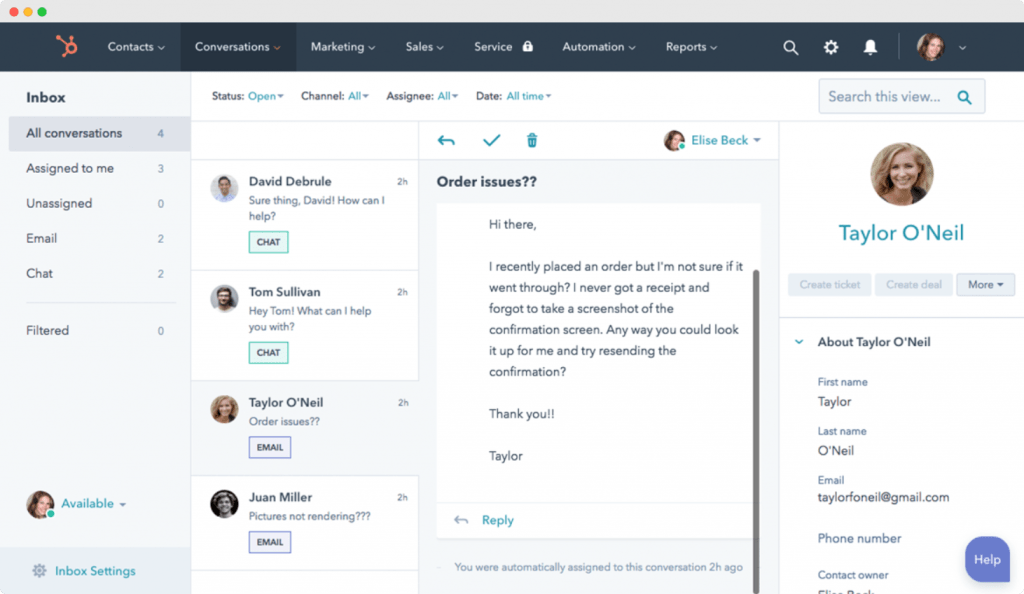 Contacts
Conversations
Marketing
Sales
Service
Automation
Reports
Inbox
All conversations 4
Assigned to me 3
Unassigned 0
Email 2
Chat 2
Filtered 0
Available
Inbox Settings
Status: Open
Channel: All
Assignee: All
Date: All time
Search this view...
David Debrule 2h
Sure thing, David! How can I
help?
CHAT
Tom Sullivan 2h
Hey Tom! What can I help
you with?
CHAT
Taylor O'Neil 2h
Order issues??
EMAIL
Juan Miller 2h
Pictures not rendering???
EMAIL
Elise Beck
Order issues??
Hi there,
I recently placed an order but I'm not sure if it
went through? I never got a receipt and
forgot to take a screenshot of the
confirmation screen. Any way you could look
it up for me and try resending the
confirmation?
Thank you!!
Taylor
Reply
You were automatically assigned to this conversation 2h ago
Taylor O'Neil
Create ticket
Create deal
More
About Taylor O'Neil
First name
Taylor
Last name
O'Neil
Email
taylorfoneil@gmail.com
Phone number
Contact owner
Elise Beck
Help